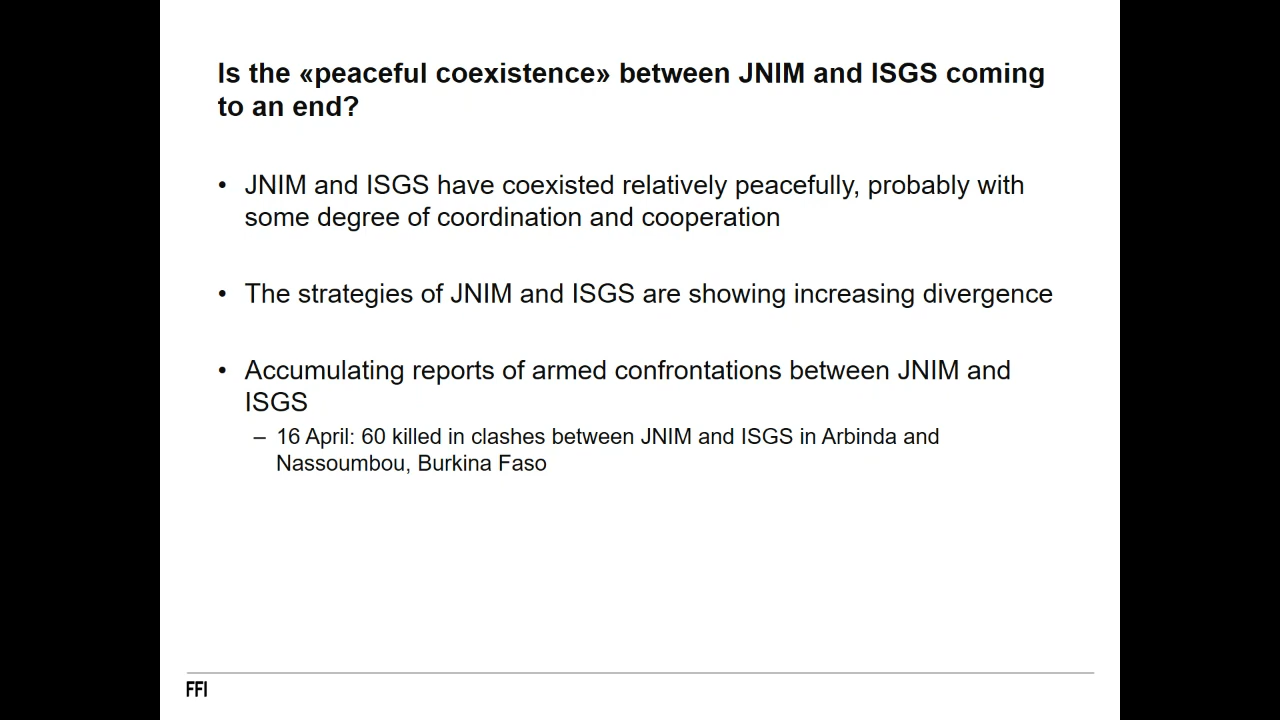 Is the «peaceful coexistence» between JNIM and ISGS coming
to an end?
• JNIM and ISGS have coexisted relatively peacefully, probably with
some degree of coordination and cooperation
• The strategies of JNIM and ISGS are showing increasing divergence
• Accumulating reports of armed confrontations between JNIM and
ISGS
– 16 April: 60 killed in clashes between JNIM and ISGS in Arbinda and
Nassoumbou, Burkina Faso
FFI